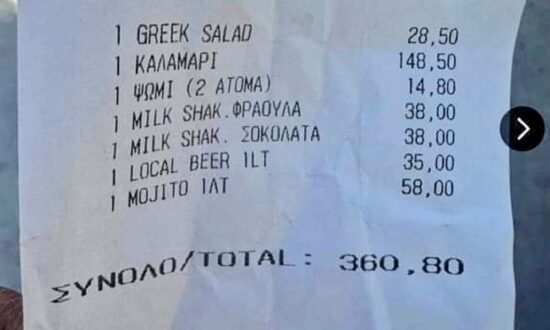 1 GREEK SALAD 28,50
1 ΚΑΛΑΜΑΡΙ 148,50
1 ΨΩΜΙ (2 ΑΤΟΜΑ) 14,80
1 MILK SHAK.ΦΡΑΟΥΛΑ 38,00
1 MILK SHAK. ΣΟΚΟΛΑΤΑ 38,00
1 LOCAL BEER 1LT 35,00
1 MOJITO 1ΛΤ 58,00
ΣΥΝΟΛΟ/TOTAL: 360,80